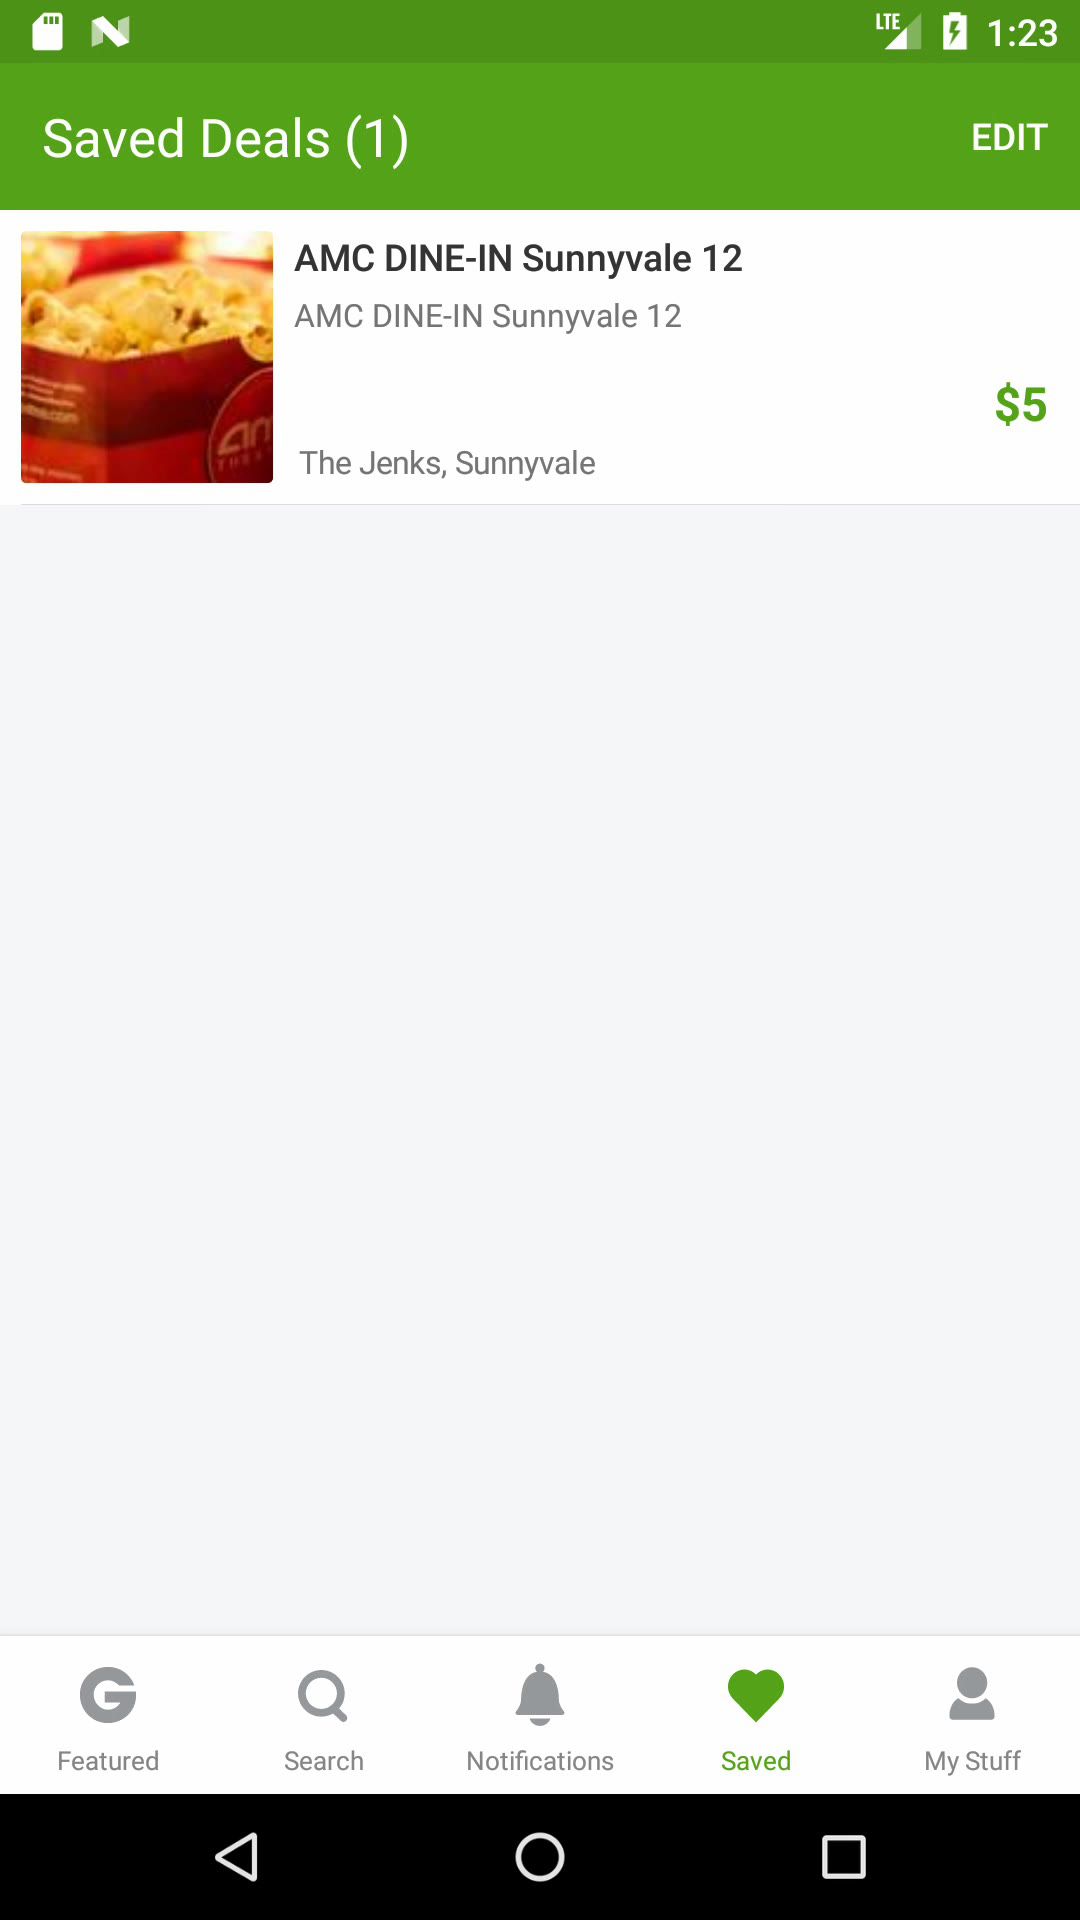 LTE 1:23
Saved Deals (1)
EDIT
AMC DINE-IN Sunnyvale 12
AMC DINE-IN Sunnyvale 12
$5
The Jenks, Sunnyvale
Featured
Search
Notifications
Saved
My Stuff